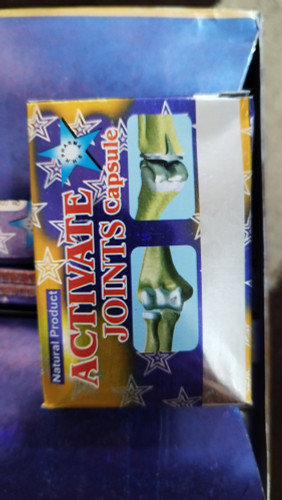 Natural Product
ACTIVATE
JOINTS Capsule